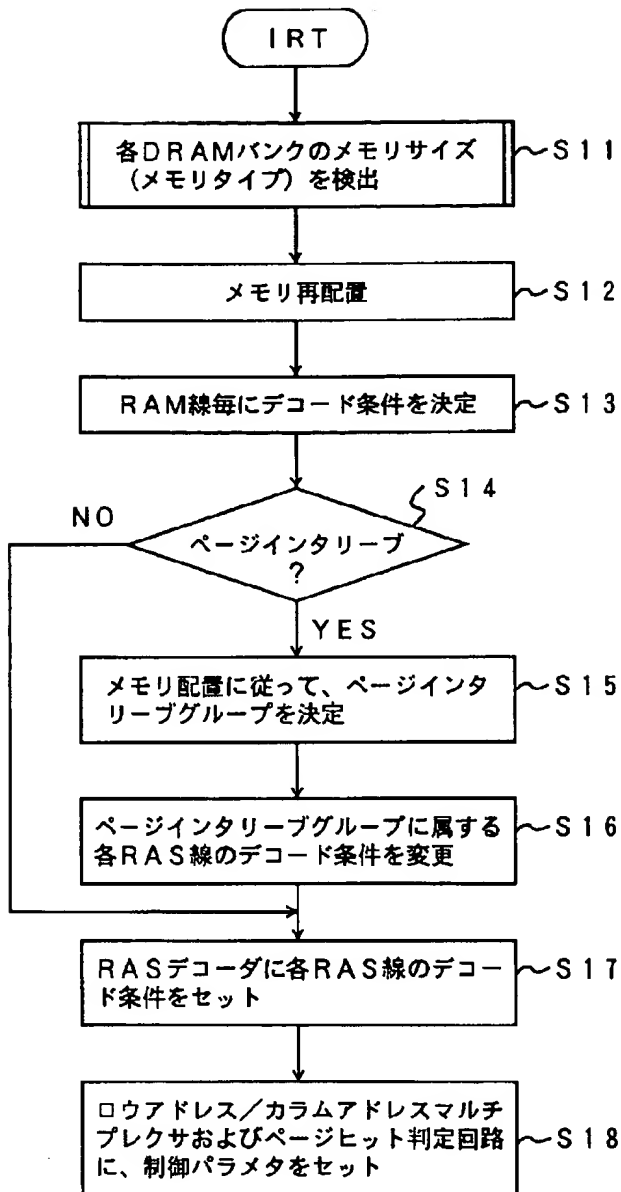 IRT
各DRAMバンクのメモリサイズ
(メモリタイプ)を検出
S11
メモリ再配置
S12
RAM線毎にデコード条件を決定
S13
S14
NO
ページインタリーブ
?
YES
メモリ配置に従って、ページインタ
リーブグループを決定
S15
ページインタリーブグループに属する
各RAS線のデコード条件を変更
S16
RASデコーダに各RAS線のデコー
ド条件をセット
S17
ロウアドレス/カラムアドレスマルチ
プレクサおよびページヒット判定回路
に、制御パラメタをセット
S18